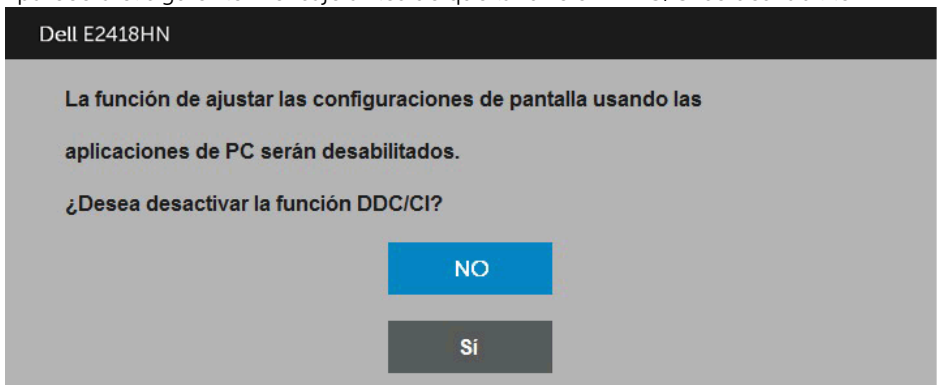 Dell E2418HN
La función de ajustar las configuraciones de pantalla usando las
aplicaciones de PC serán desabilitados.
¿Desea desactivar la función DDC/CI?
NO
Sí